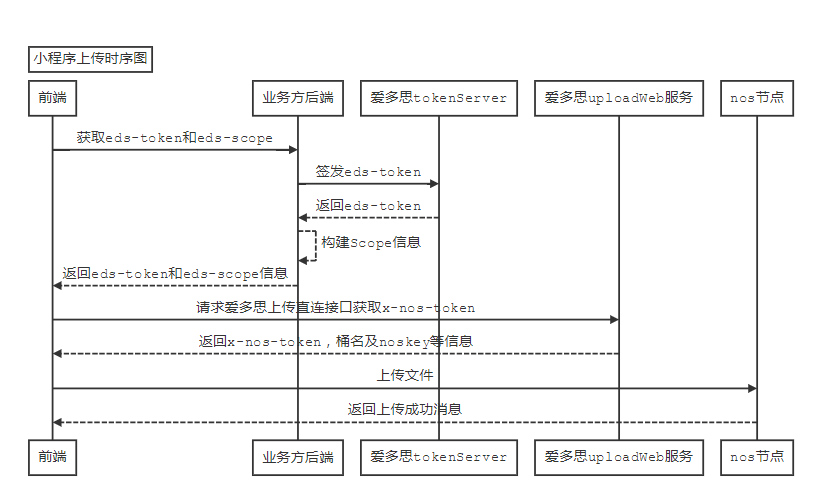 小程序上传时序图
前端
业务方后端
爱多思tokenServer
爱多思uploadWeb服务
nos节点
获取eds-token和eds-scope
签发eds-token
返回eds-token
构建Scope信息
返回eds-token和eds-scope信息
请求爱多思上传直连接口获取x-nos-token
返回x-nos-token，桶名及noskey等信息
上传文件
返回上传成功消息
前端
业务方后端
爱多思tokenServer
爱多思uploadWeb服务
nos节点